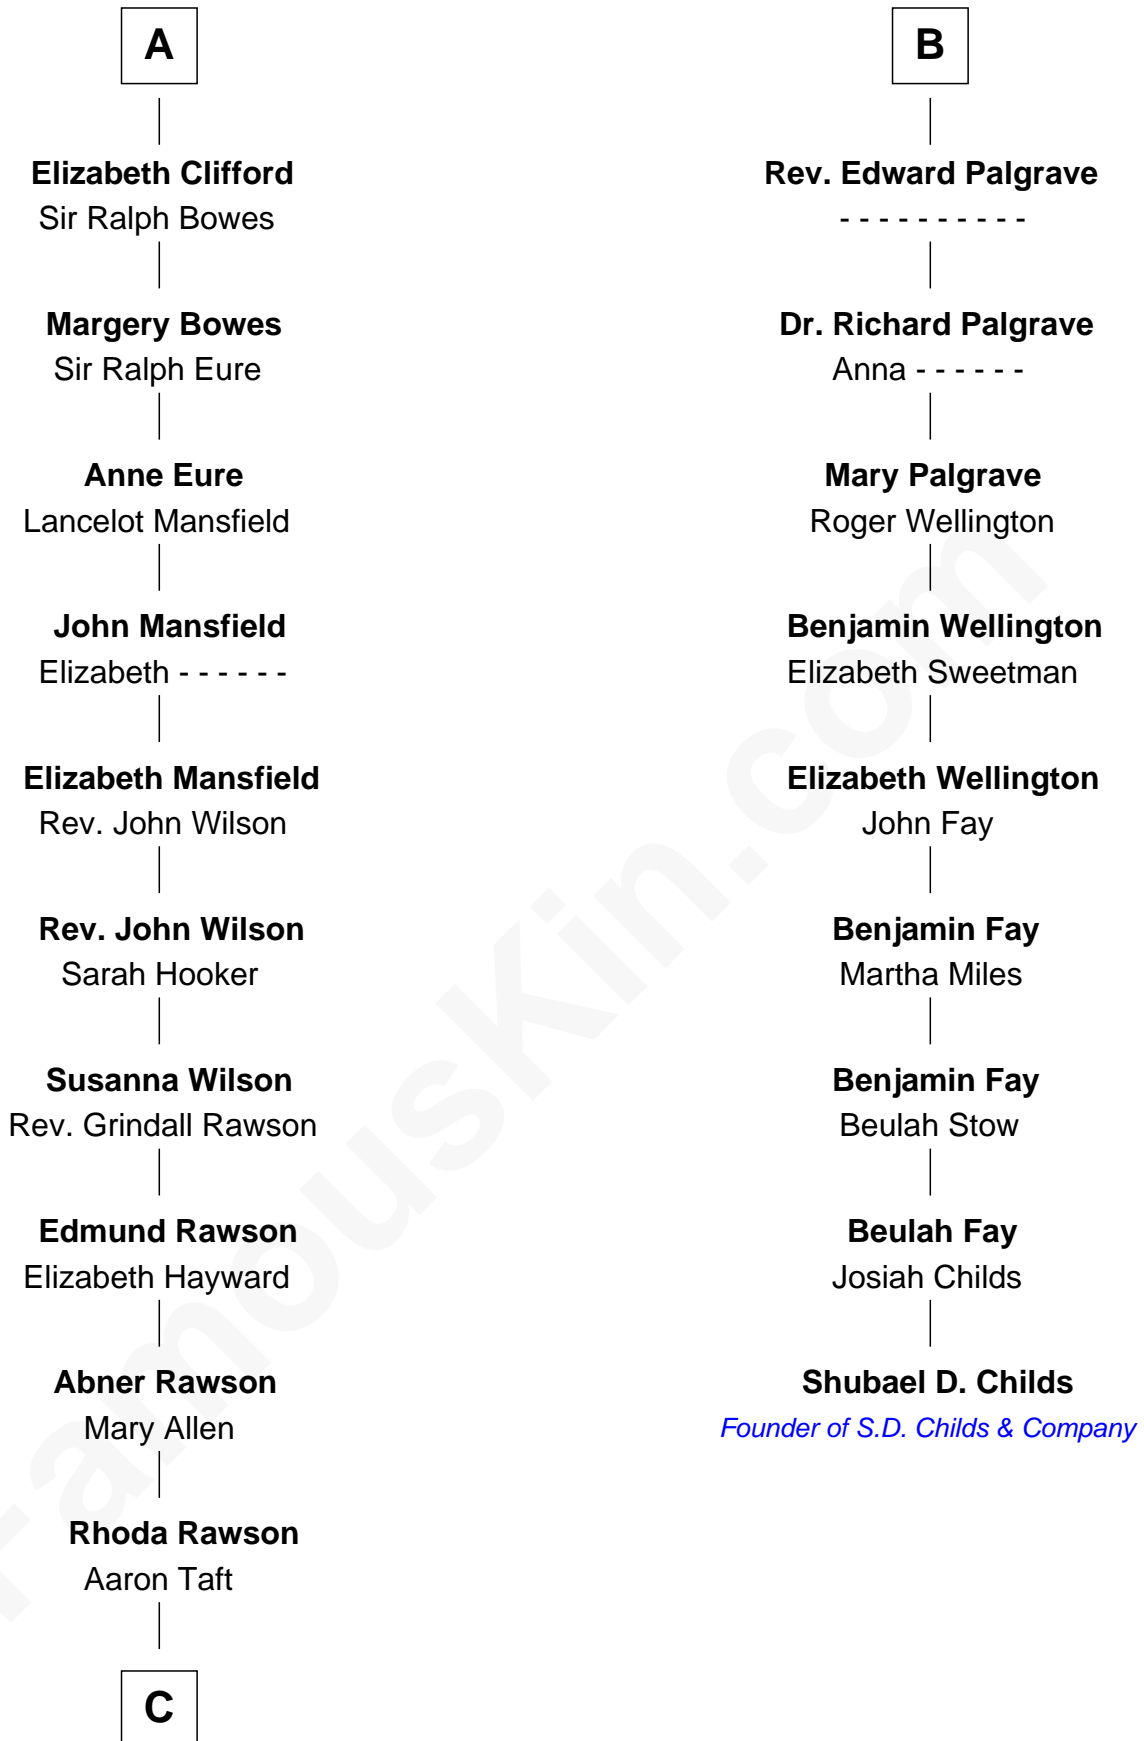 A
Elizabeth Clifford
Sir Ralph Bowes
Margery Bowes
Sir Ralph Eure
Anne Eure
Lancelot Mansfield
John Mansfield
Elizabeth - - - - - -
Elizabeth Mansfield
Rev. John Wilson
Rev. John Wilson
Sarah Hooker
Susanna Wilson
Rev. Grindall Rawson
Edmund Rawson
Elizabeth Hayward
Abner Rawson
Mary Allen
Rhoda Rawson
Aaron Taft
C
B
Rev. Edward Palgrave
- - - - - - - - - -
Dr. Richard Palgrave
Anna - - - - - -
Mary Palgrave
Roger Wellington
Benjamin Wellington
Elizabeth Sweetman
Elizabeth Wellington
John Fay
Benjamin Fay
Martha Miles
Benjamin Fay
Beulah Stow
Beulah Fay
Josiah Childs
Shubael D. Childs
Founder of S.D. Childs & Company
FamousKin.com